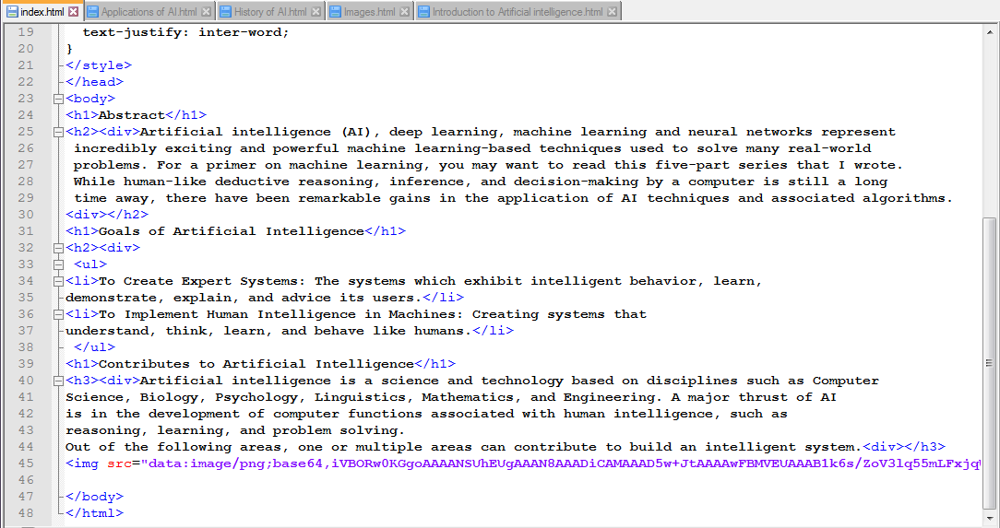 index.html Applications of AI.html History of AI.html Images.html Introduction to Artificial intelligence.html
19 text-justify: inter-word;
20 }
21 </style>
22 </head>
23 <body>
24 <h1>Abstract</h1>
25 <h2><div>Artificial intelligence (AI), deep learning, machine learning and neural networks represent
26 incredibly exciting and powerful machine learning-based techniques used to solve many real-world
27 problems. For a primer on machine learning, you may want to read this five-part series that I wrote.
28 While human-like deductive reasoning, inference, and decision-making by a computer is still a long
29 time away, there have been remarkable gains in the application of AI techniques and associated algorithms.
30 <div></h2>
31 <h1>Goals of Artificial Intelligence</h1>
32 <h2><div>
33 <ul>
34 <li>To Create Expert Systems: The systems which exhibit intelligent behavior, learn,
35 demonstrate, explain, and advice its users.</li>
36 <li>To Implement Human Intelligence in Machines: Creating systems that
37 understand, think, learn, and behave like humans.</li>
38 </ul>
39 <h1>Contributes to Artificial Intelligence</h1>
40 <h3><div>Artificial intelligence is a science and technology based on disciplines such as Computer
41 Science, Biology, Psychology, Linguistics, Mathematics, and Engineering. A major thrust of AI
42 is in the development of computer functions associated with human intelligence, such as
43 reasoning, learning, and problem solving.
44 Out of the following areas, one or multiple areas can contribute to build an intelligent system.<div></h3>
45 <img src="data:image/png;base64,iVBORw0KGgoAAAANSUhEUgAAAN8AAADiCAMAAAD5w+JtAAAAwFBMVEUAAAB1k6s/ZoV3lq55mLFxjq
46
47 </body>
48 </html>